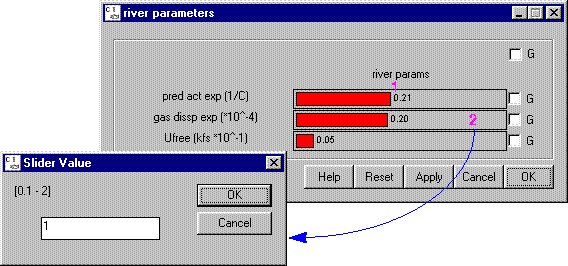 river parameters
G
river params
1
pred act exp (1/C)
0.21
G
gas dissp exp (*10^-4)
0.20
2
G
Ufree (kfs *10^-1)
0.05
G
Help
Reset
Apply
Cancel
OK
Slider Value
[0.1 - 2]
OK
1
Cancel